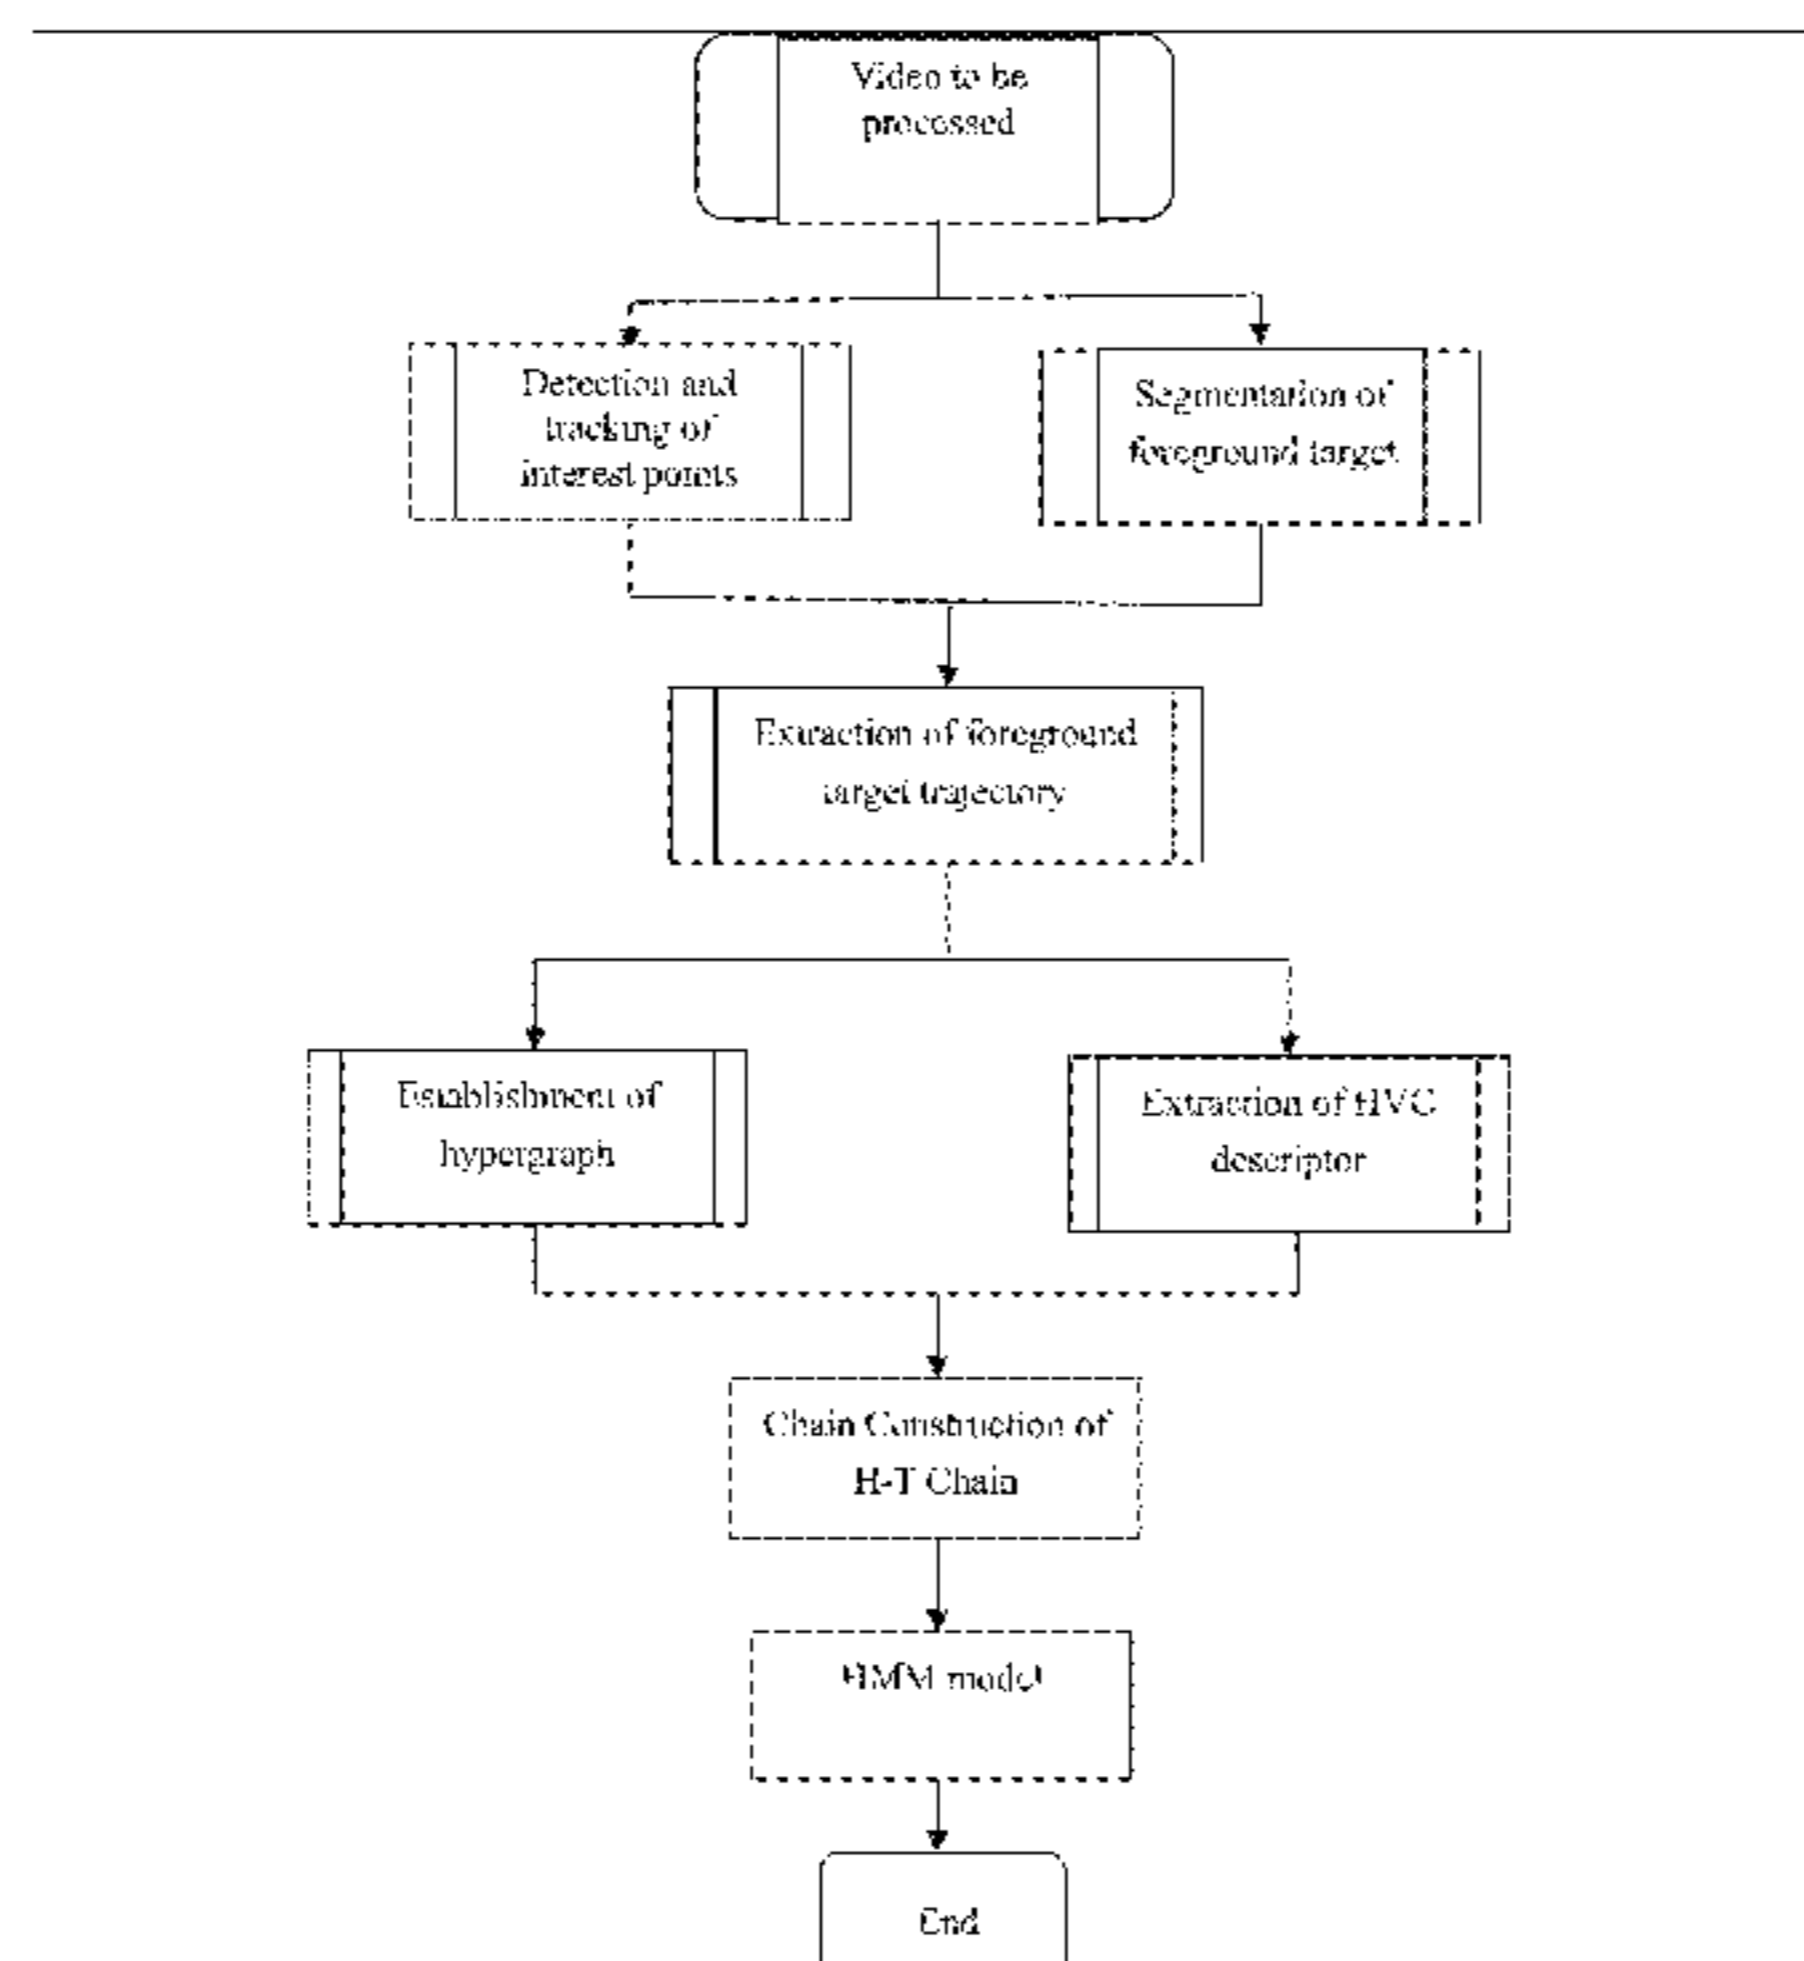 Video to be
processed
Detection and
tracking of
interest points
Segmentation of
foreground target
Extraction of foreground
target trajectory
Establishment of
hypergraph
Extraction of HVC
descriptor
Chain Construction of
H-T Chain
HMM model
End